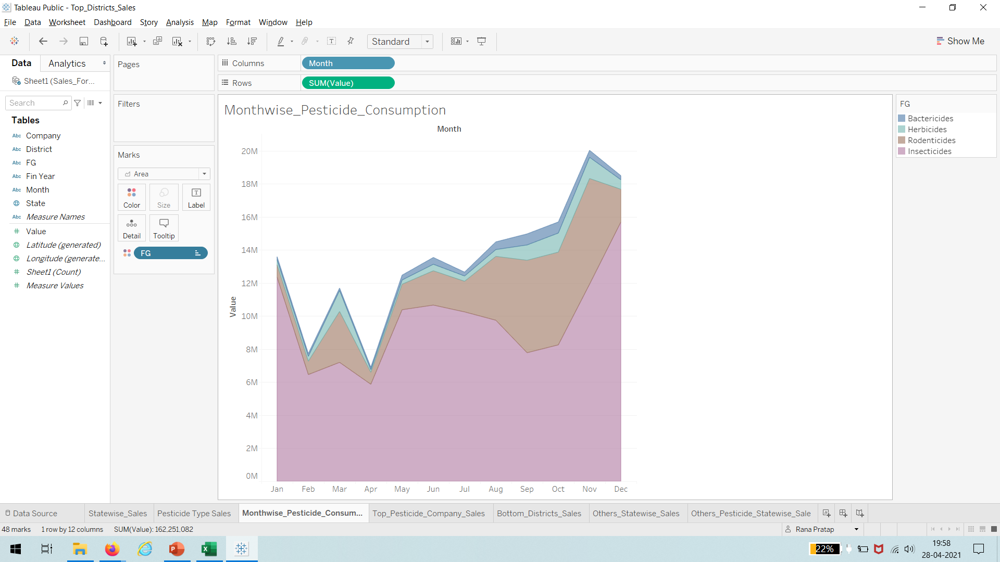 Tableau Public - Top_Districts_Sales
File Data Worksheet Dashboard Story Analysis Map Format Window Help
Standard
Show Me
Data Analytics
Sheet1 (Sales_For...
Search
Tables
Abc Company
Abc District
Abc FG
Abc Fin Year
Abc Month
State
Abc Measure Names
Value
Latitude (generated)
Longitude (generate...
Sheet1 (Count)
Measure Values
Pages
Filters
Marks
Area
Color Size Label
Detail Tooltip
FG
Columns Month
Rows SUM(Value)
Monthwise_Pesticide_Consumption
Month
Value
20M
18M
16M
14M
12M
10M
8M
6M
4M
2M
0M
Jan Feb Mar Apr May Jun Jul Aug Sep Oct Nov Dec
FG
Bactericides
Herbicides
Rodenticides
Insecticides
Data Source Statewise_Sales Pesticide Type Sales Monthwise_Pesticide_Consum... Top_Pesticide_Company_Sales Bottom_Districts_Sales Others_Statewise_Sales Others_Pesticide_Statewise_Sale
48 marks 1 row by 12 columns SUM(Value): 162,251,082 Rana Pratap
22%
19:58
28-04-2021